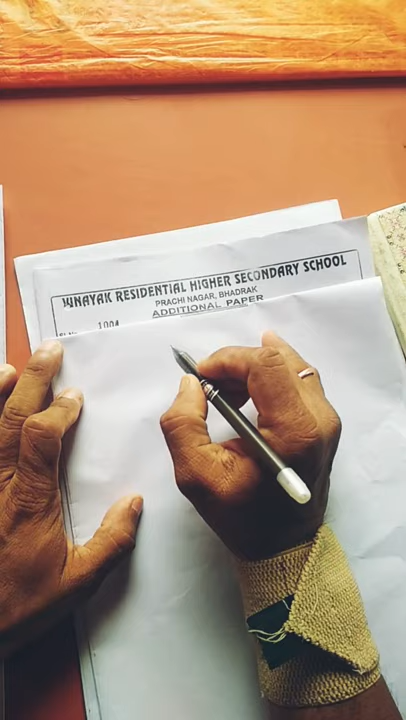 VINAYAK RESIDENTIAL HIGHER SECONDARY SCHOOL
PRACHI NAGAR, BHADRAK
ADDITIONAL PAPER
1004